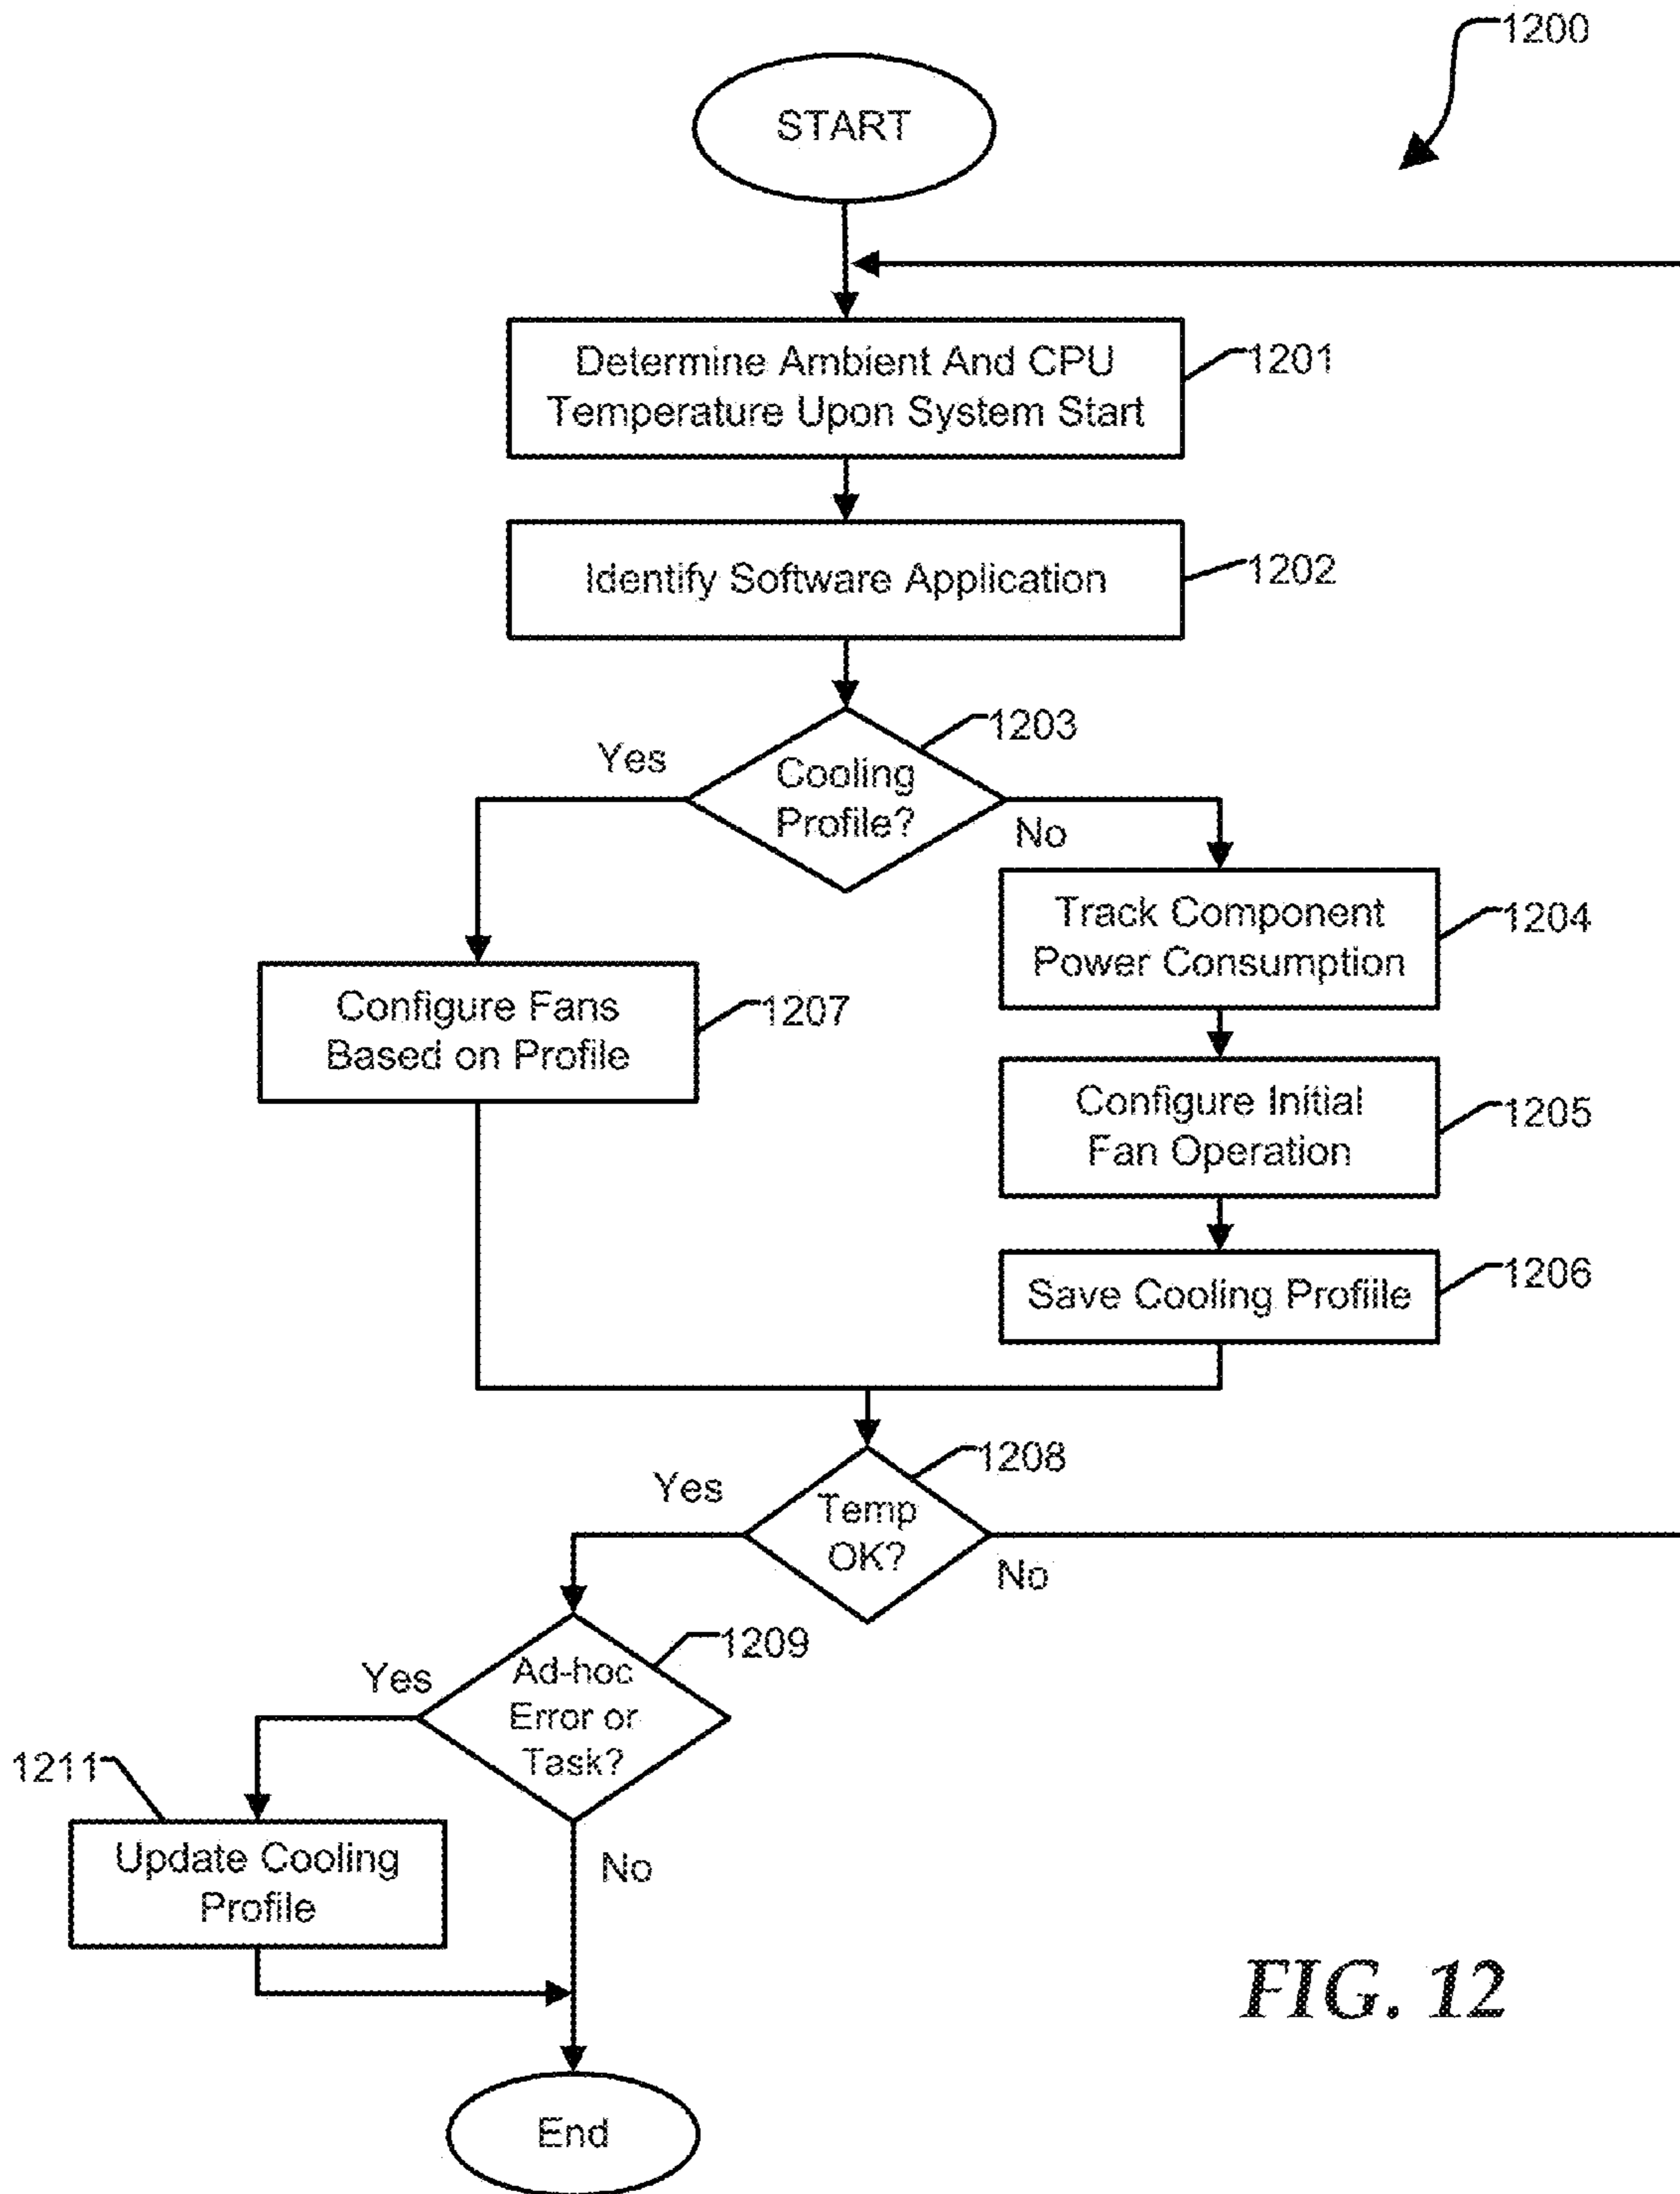 1200
START
Determine Ambient And CPU
Temperature Upon System Start
1201
Identify Software Application
1202
1203
Yes
Cooling
Profile?
No
Track Component
Power Consumption
1204
Configure Fans
Based on Profile
1207
Configure Initial
Fan Operation
1205
Save Cooling Profiile
1206
1208
Yes
Temp
OK?
No
1209
Yes
Ad-hoc
Error or
Task?
1211
Update Cooling
Profile
No
FIG. 12
End